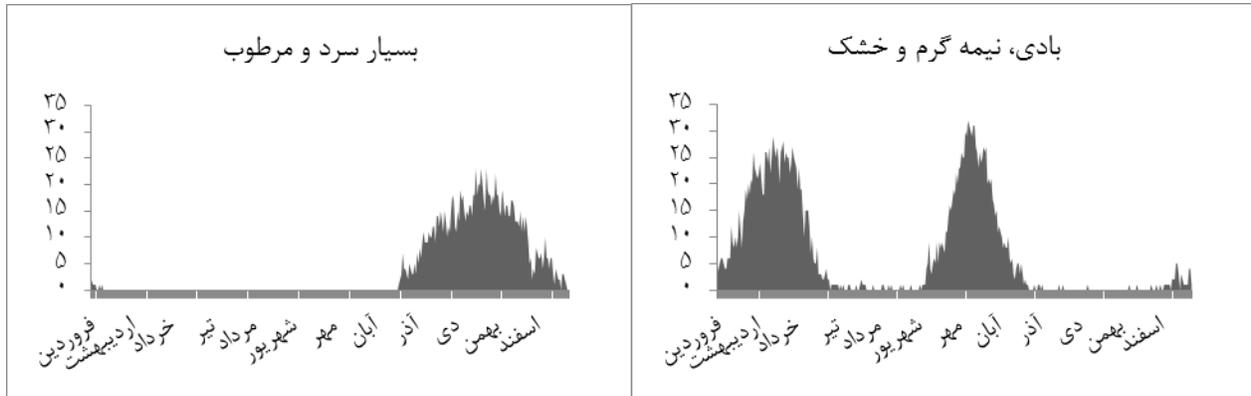 بادی، نیمه گرم و خشک
۳۵
۳۰
۲۵
۲۰
۱۵
۱۰
۵
۰
فروردین
اردیبهشت
خرداد
تیر
مرداد
شهریور
مهر
آبان
آذر
دی
بهمن
اسفند
بسیار سرد و مرطوب
۳۵
۳۰
۲۵
۲۰
۱۵
۱۰
۵
۰
فروردین
اردیبهشت
خرداد
تیر
مرداد
شهریور
مهر
آبان
آذر
دی
بهمن
اسفند